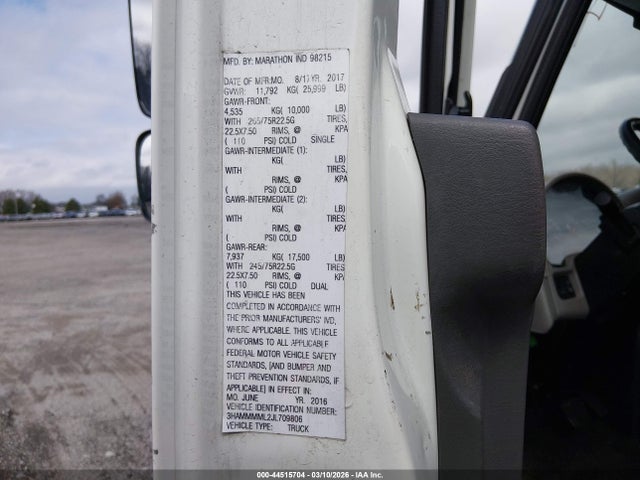 MFD. BY: MARATHON IND 98215
DATE OF MFR:MO. 8/17YR. 2017
GVWR: 11,792 KG( 25,999 LB)
GAWR-FRONT:
4,535 KG( 10,000 LB)
WITH 265/75R22.5G TIRES,
22.5X7.50 RIMS, @ KPA
( 110 PSI) COLD SINGLE
GAWR-INTERMEDIATE (1):
KG( LB)
WITH TIRES,
RIMS, @ KPA
( PSI) COLD
GAWR-INTERMEDIATE (2):
KG( LB)
WITH TIRES,
RIMS, @ KPA
( PSI) COLD
GAWR-REAR:
7,937 KG( 17,500 LB)
WITH 245/75R22.5G TIRES
22.5X7.50 RIMS, @ KPA
( 110 PSI) COLD DUAL
THIS VEHICLE HAS BEEN
COMPLETED IN ACCORDANCE WITH
THE PRIOR MANUFACTURERS' IVD,
WHERE APPLICABLE. THIS VEHICLE
CONFORMS TO ALL APPLICABLE
FEDERAL MOTOR VEHICLE SAFETY
STANDARDS, [AND BUMPER AND
THEFT PREVENTION STANDARDS, IF
APPLICABLE] IN EFFECT IN:
MO. JUNE YR. 2016
VEHICLE IDENTIFICATION NUMBER:
3HAMMMML2JL709806
VEHICLE TYPE: TRUCK
000-44515704 - 03/10/2026 - IAAI.COM